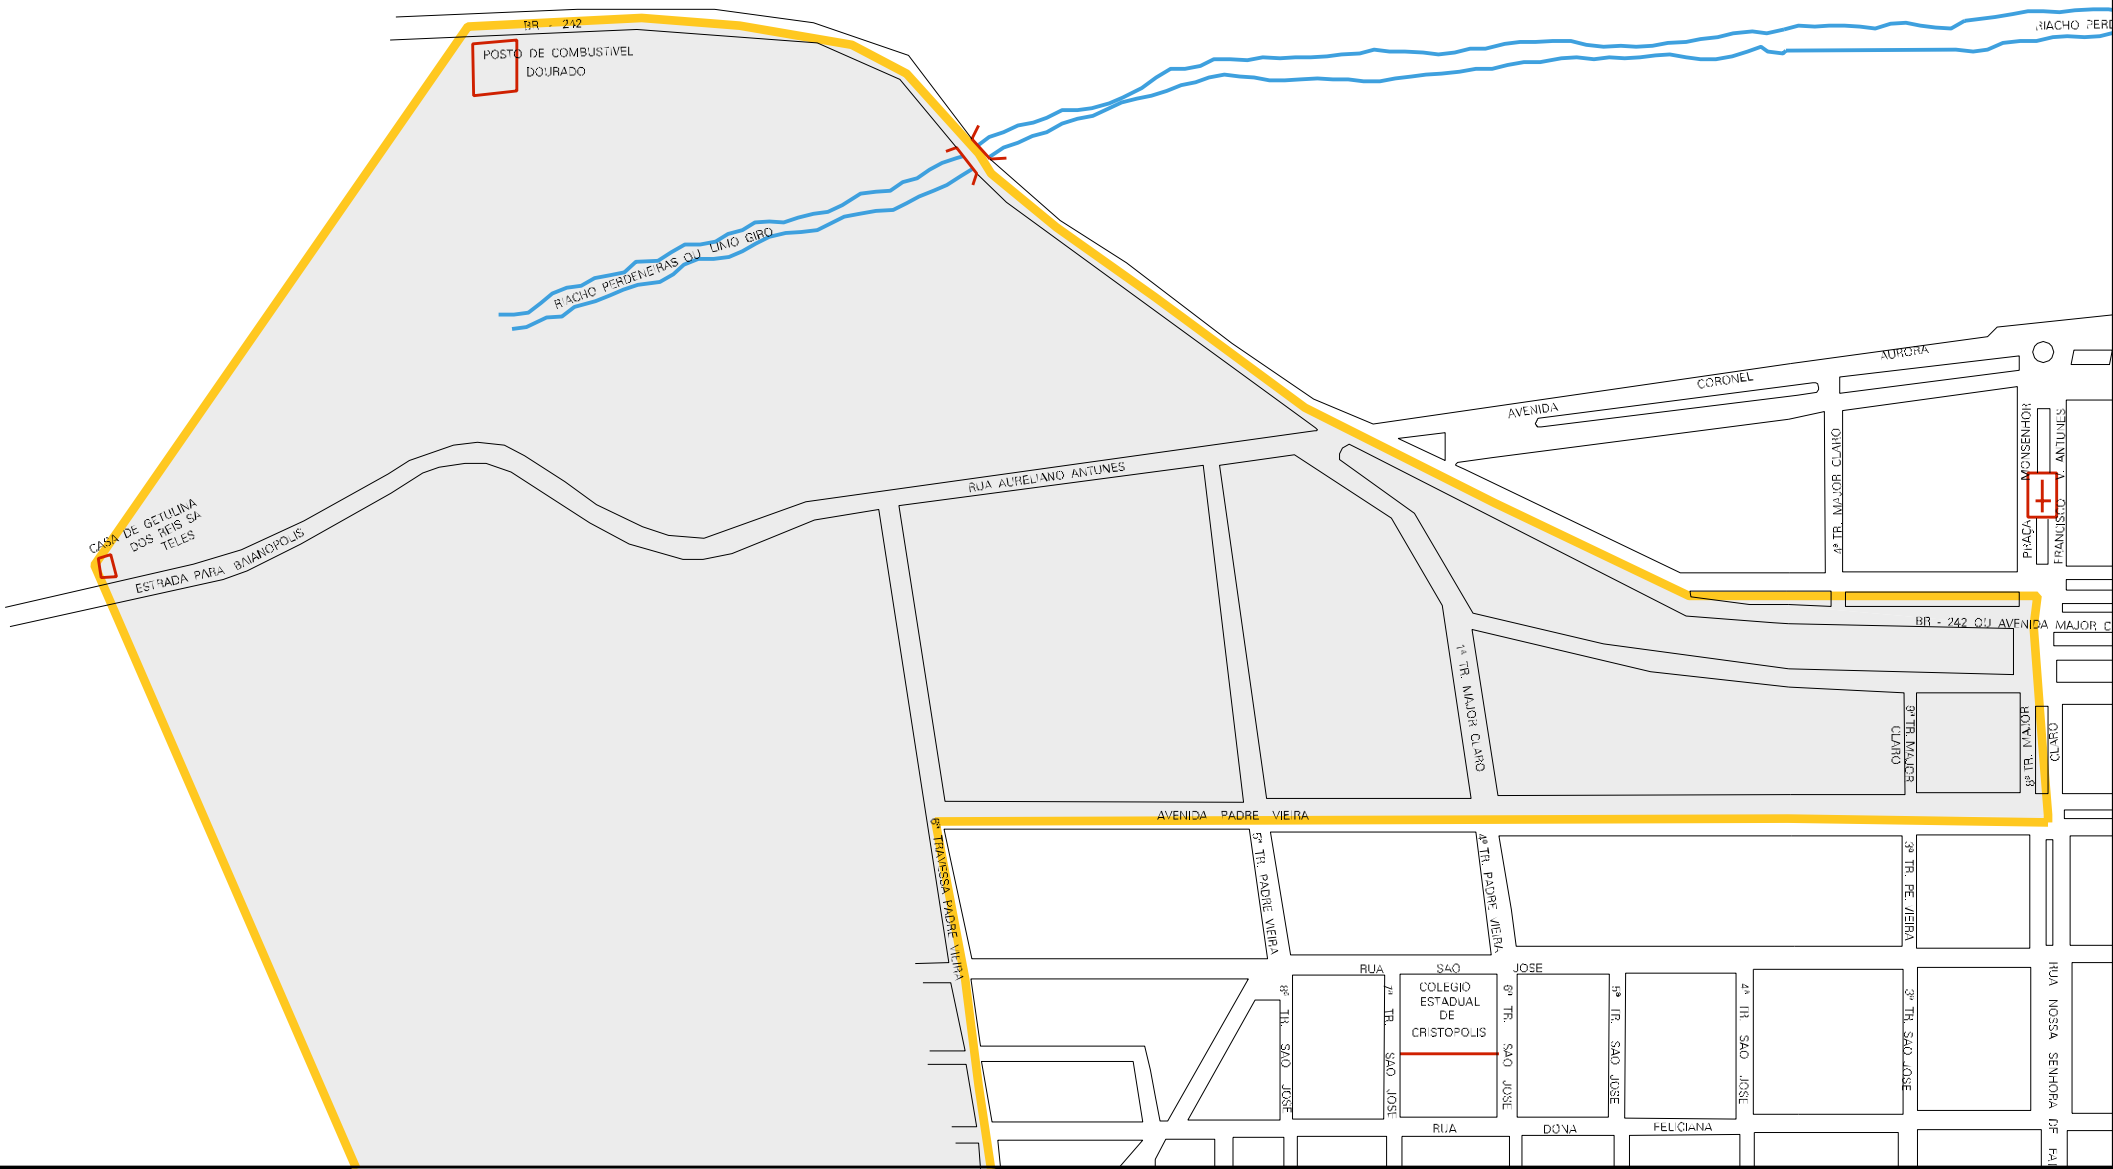 BR - 242
POSTO DE COMBUSTIVEL
DOURADO
RIACHO PERD
RIACHO PERDENEIRAS OU LINO GIRO
AVENIDA CORONEL AURORA
RUA AURELIANO ANTUNES
CASA DE GETULINA
DOS REIS SA
TELES
ESTRADA PARA BAIANOPOLIS
4ª TR. MAJOR CLARO
PRAÇA MONSENHOR
FRANCISCO V. ANTUNES
BR - 242 OU AVENIDA MAJOR C
1ª TR. MAJOR CLARO
9ª TR. MAJOR
CLARO
8ª TR. MAJOR
CLARO
AVENIDA PADRE VIEIRA
6ª TRAVESSA PADRE VIEIRA
5ª TR. PADRE VIEIRA
4ª TR. PADRE VIEIRA
3ª TR. PE. VIEIRA
RUA SAO JOSE
COLEGIO
ESTADUAL
DE
CRISTOPOLIS
8ª TR. SAO JOSE
7ª TR. SAO JOSE
6ª TR. SAO JOSE
5ª TR. SAO JOSE
4ª TR. SAO JOSE
3ª TR. SAO JOSE
RUA NOSSA SENHORA DE
RUA DONA FELICIANA